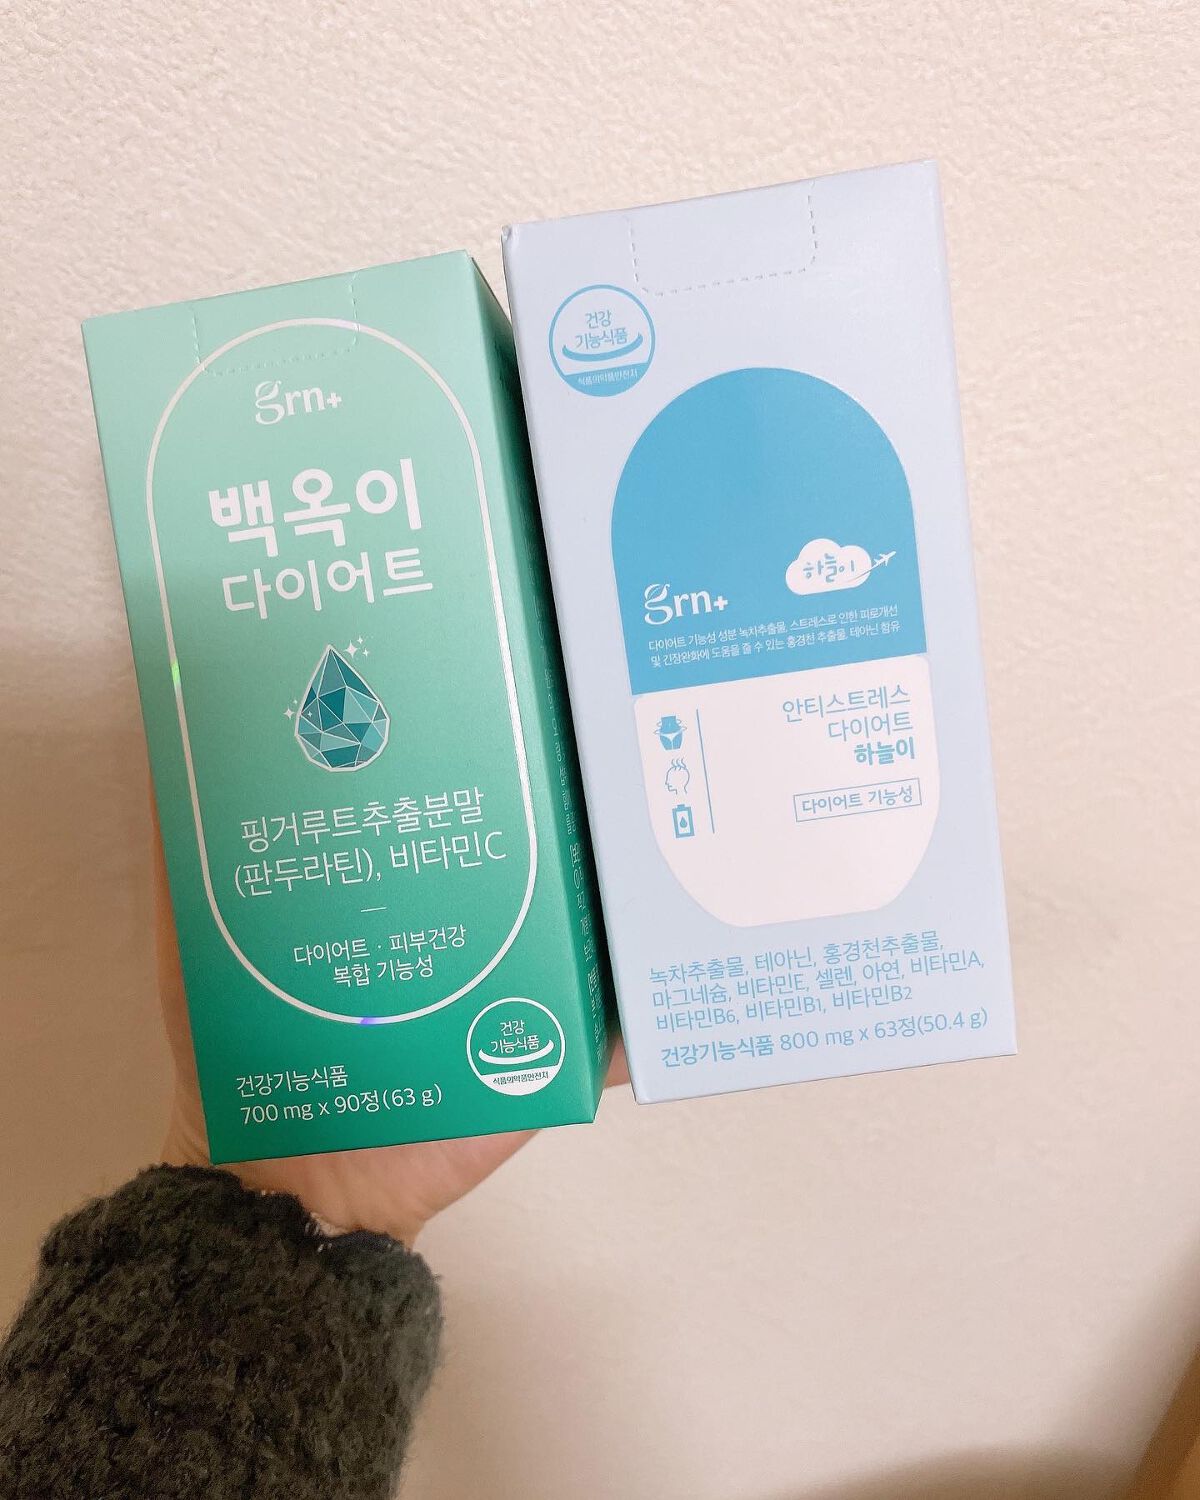 grn+
백옥이
다이어트
핑거루트추출분말
(판두라틴), 비타민C
다이어트 · 피부건강
복합 기능성
건강기능식품
700 mg x 90정(63 g)
건강
기능식품
식품의약품안전처
건강
기능식품
식품의약품안전처
하늘이
grn+
다이어트 기능성 성분 녹차추출물, 스트레스로 인한 피로개선
및 긴장완화에 도움을 줄 수 있는 홍경천 추출물, 테아닌 함유
안티스트레스
다이어트
하늘이
다이어트 기능성
녹차추출물, 테아닌, 홍경천추출물,
마그네슘, 비타민E, 셀렌, 아연, 비타민A,
비타민B6, 비타민B1, 비타민B2
건강기능식품 800 mg x 63정(50.4 g)